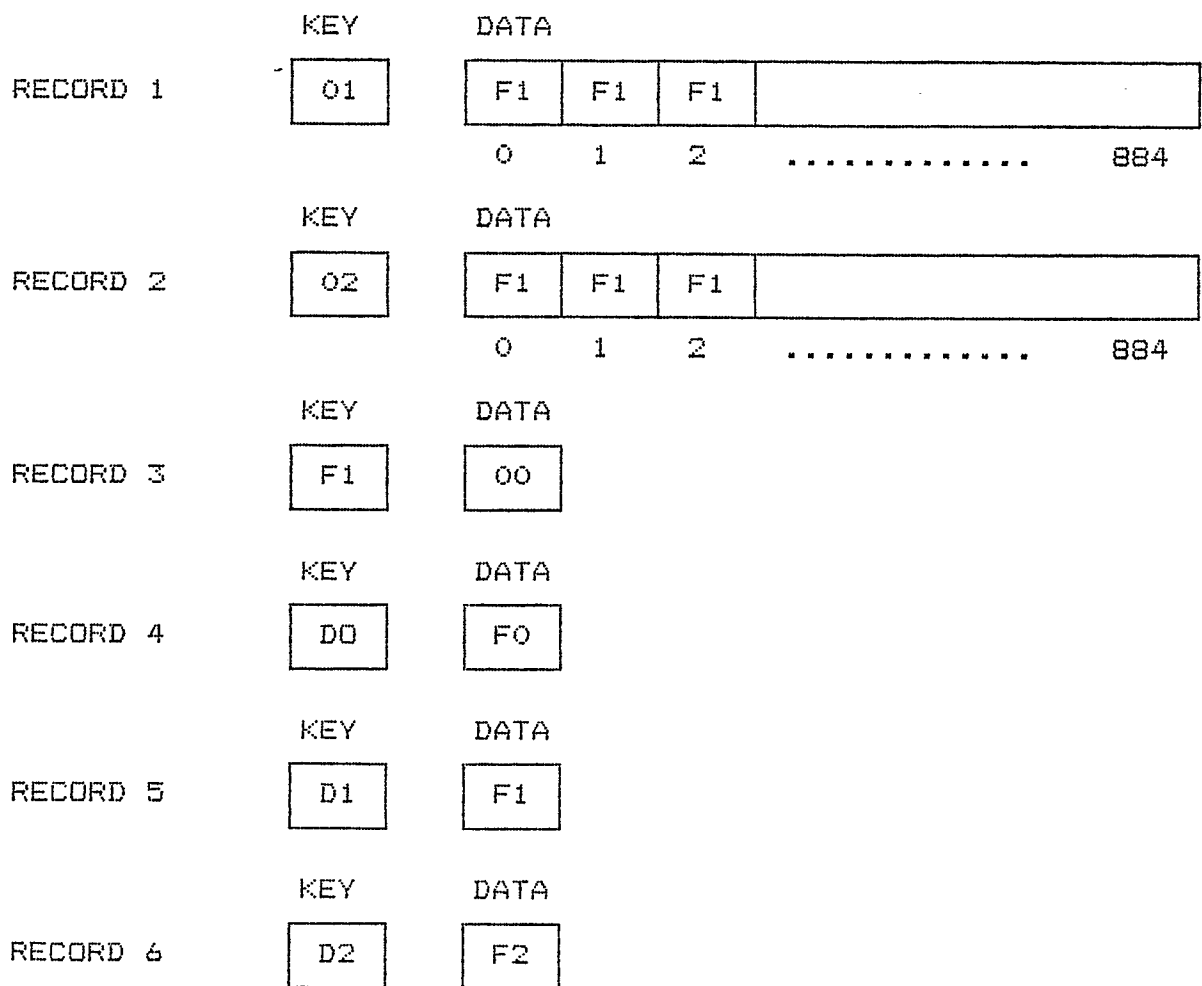 KEY DATA
RECORD 1 01 F1 F1 F1
0 1 2 ............. 884
KEY DATA
RECORD 2 02 F1 F1 F1
0 1 2 ............. 884
KEY DATA
RECORD 3 F1 00
KEY DATA
RECORD 4 D0 F0
KEY DATA
RECORD 5 D1 F1
KEY DATA
RECORD 6 D2 F2